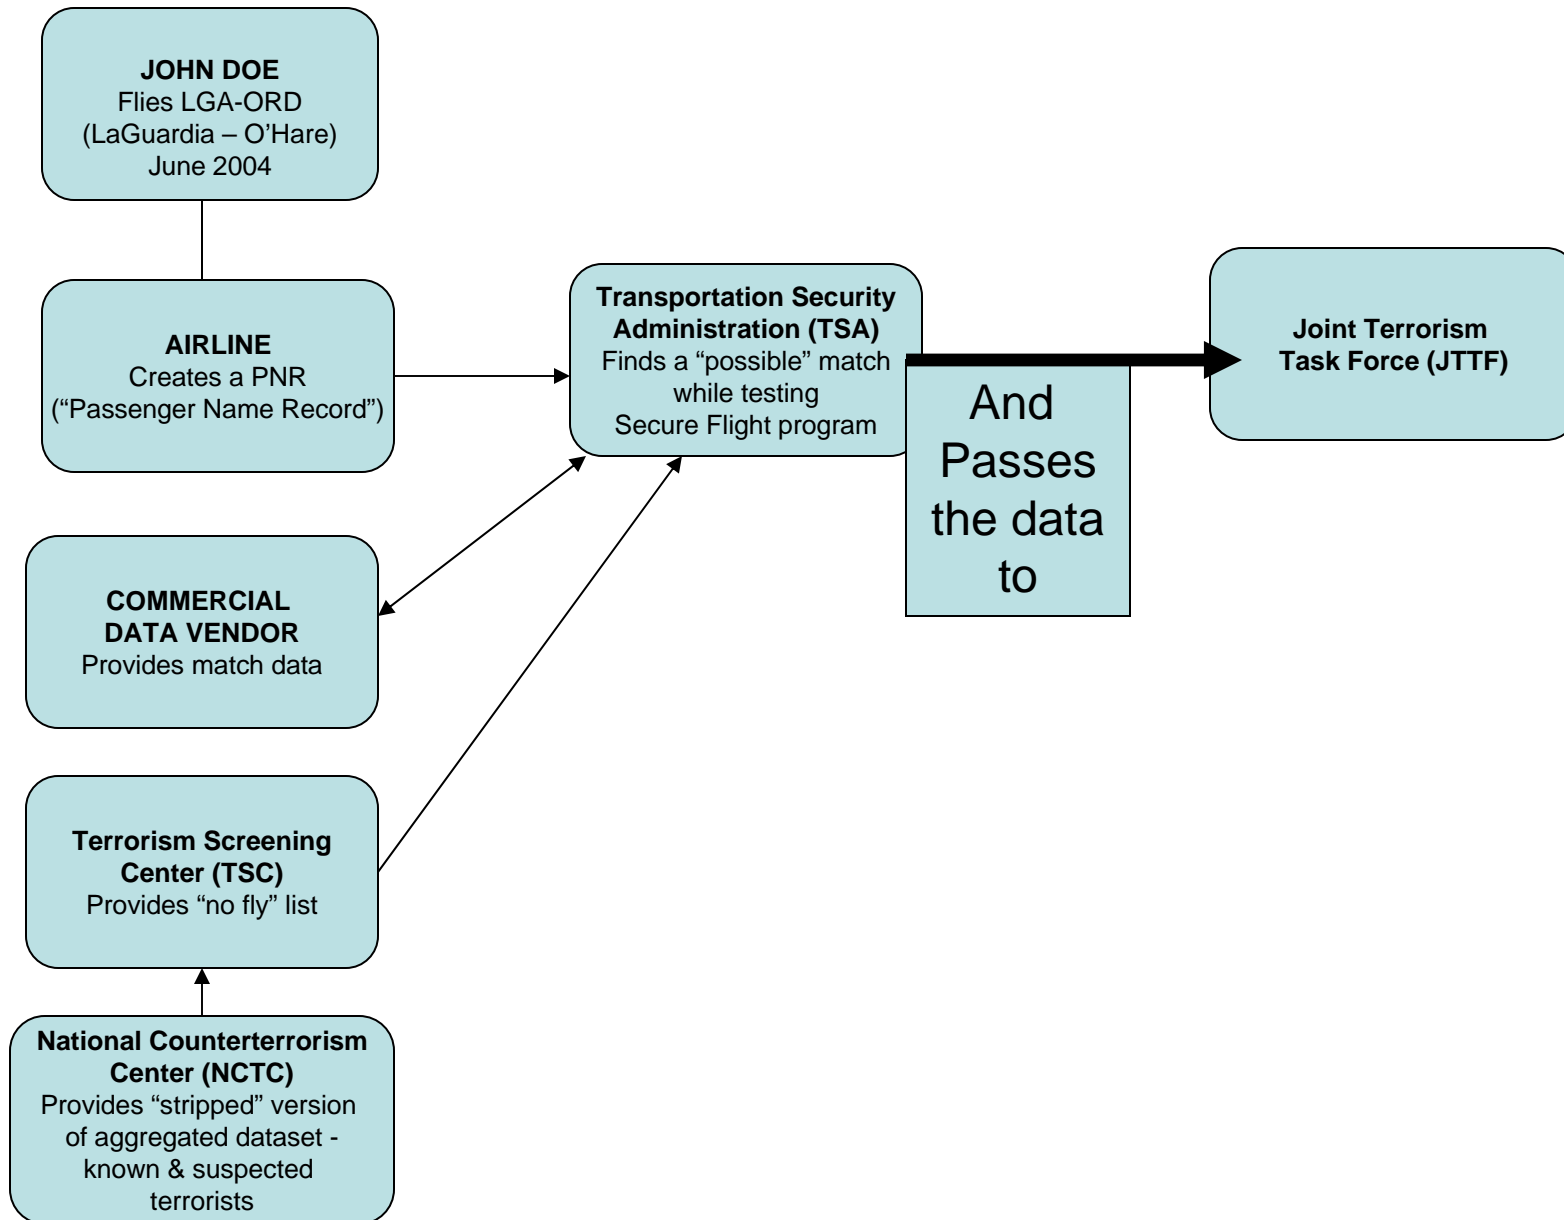 JOHN DOE
Flies LGA-ORD
(LaGuardia – O’Hare)
June 2004
AIRLINE
Creates a PNR
(“Passenger Name Record”)
Transportation Security
Administration (TSA)
Finds a “possible” match
while testing
Secure Flight program
And
Passes
the data
to
Joint Terrorism
Task Force (JTTF)
COMMERCIAL
DATA VENDOR
Provides match data
Terrorism Screening
Center (TSC)
Provides “no fly” list
National Counterterrorism
Center (NCTC)
Provides “stripped” version
of aggregated dataset -
known & suspected
terrorists